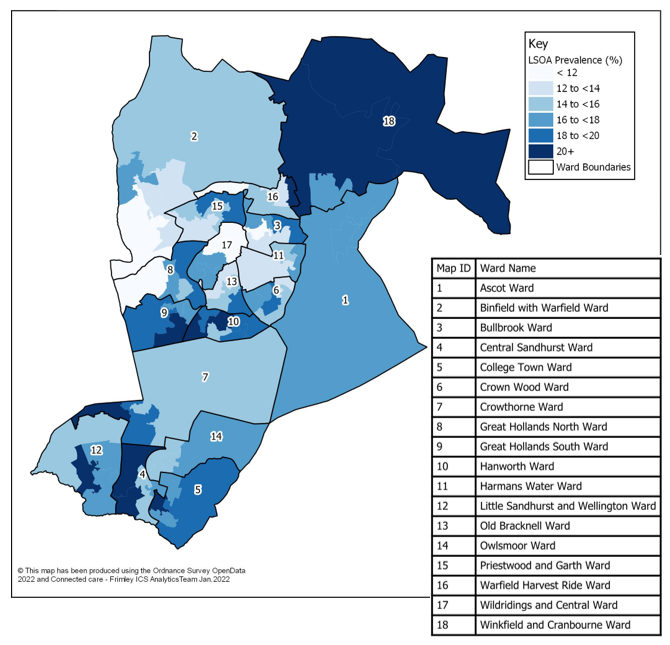 Key
LSOA Prevalence (%)
< 12
12 to <14
14 to <16
16 to <18
18 to <20
20+
Ward Boundaries
18
2
16
15
3
17
11
8
13
6
1
9
10
7
14
12
4
5
Map ID Ward Name
1 Ascot Ward
2 Binfield with Warfield Ward
3 Bullbrook Ward
4 Central Sandhurst Ward
5 College Town Ward
6 Crown Wood Ward
7 Crowthorne Ward
8 Great Hollands North Ward
9 Great Hollands South Ward
10 Hanworth Ward
11 Harmans Water Ward
12 Little Sandhurst and Wellington Ward
13 Old Bracknell Ward
14 Owlsmoor Ward
15 Priestwood and Garth Ward
16 Warfield Harvest Ride Ward
17 Wildridings and Central Ward
18 Winkfield and Cranbourne Ward
© This map has been produced using the Ordnance Survey OpenData
2022 and Connected care - Frimley ICS AnalyticsTeam Jan.2022